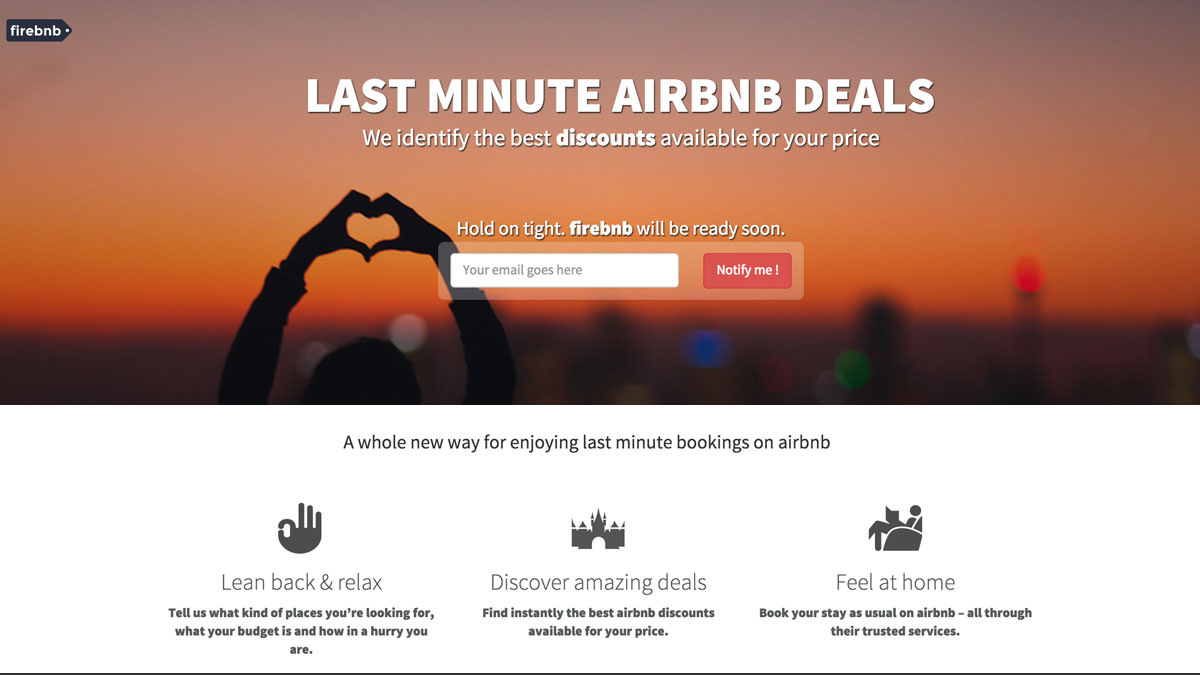 firebnb
LAST MINUTE AIRBNB DEALS
We identify the best discounts available for your price
Hold on tight. firebnb will be ready soon.
Your email goes here
Notify me !
A whole new way for enjoying last minute bookings on airbnb
Lean back & relax
Tell us what kind of places you’re looking for,
what your budget is and how in a hurry you
are.
Discover amazing deals
Find instantly the best airbnb discounts
available for your price.
Feel at home
Book your stay as usual on airbnb – all through
their trusted services.